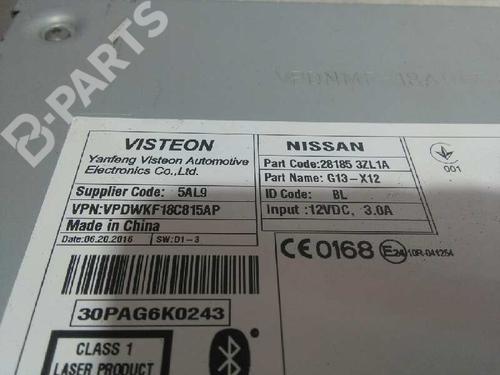 B-PARTS
VISTEON
Yanfeng Visteon Automotive
Electronics Co.,Ltd.
Supplier Code: 5AL9
VPN:VPDWKF18C815AP
Made in China
Date:06.20.2016 SW:D1-3
30PAG6K0243
CLASS 1
LASER PRODUCT
NISSAN
Part Code:28185 3ZL1A
Part Name: G13-X12
ID Code: BL
Input :12VDC, 3.0A
001
CE0168 E24 10R-041254
B-PARTS